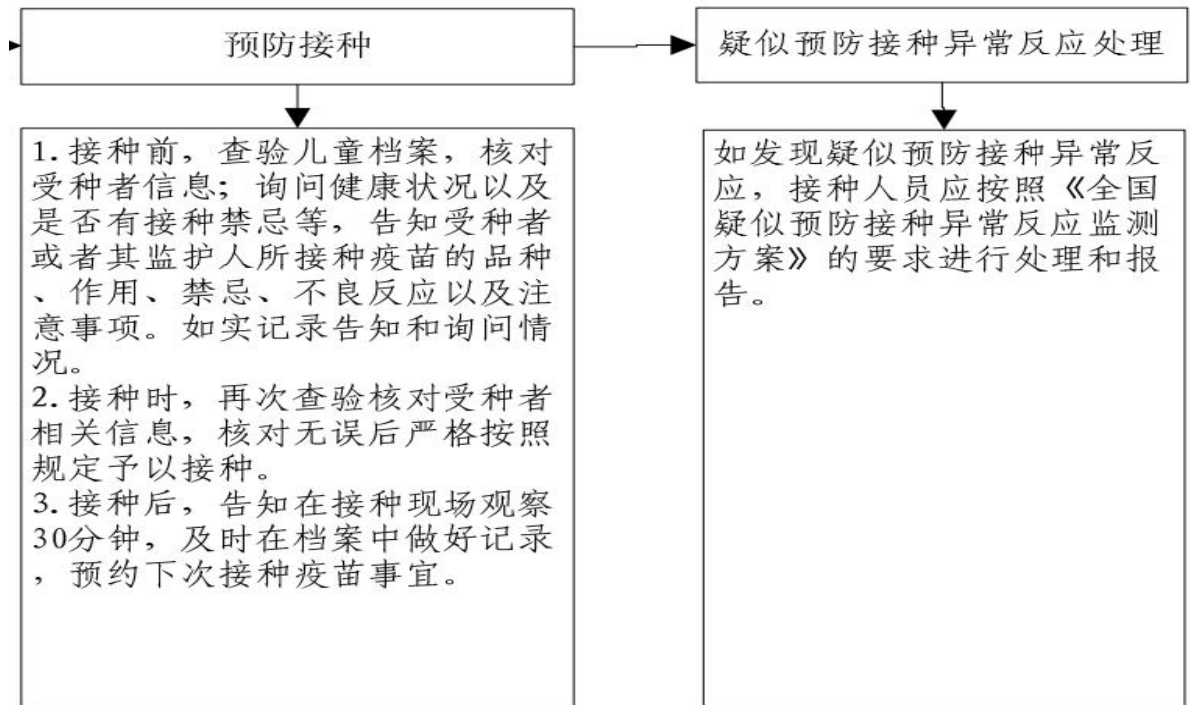 预防接种
疑似预防接种异常反应处理
1.接种前，查验儿童档案，核对
受种者信息；询问健康状况以及
是否有接种禁忌等，告知受种者
或者其监护人所接种疫苗的品种
、作用、禁忌、不良反应以及注
意事项。如实记录告知和询问情
况。
2.接种时，再次查验核对受种者
相关信息，核对无误后严格按照
规定予以接种。
3.接种后，告知在接种现场观察
30分钟，及时在档案中做好记录
，预约下次接种疫苗事宜。
如发现疑似预防接种异常反
应，接种人员应按照《全国
疑似预防接种异常反应监测
方案》的要求进行处理和报
告。